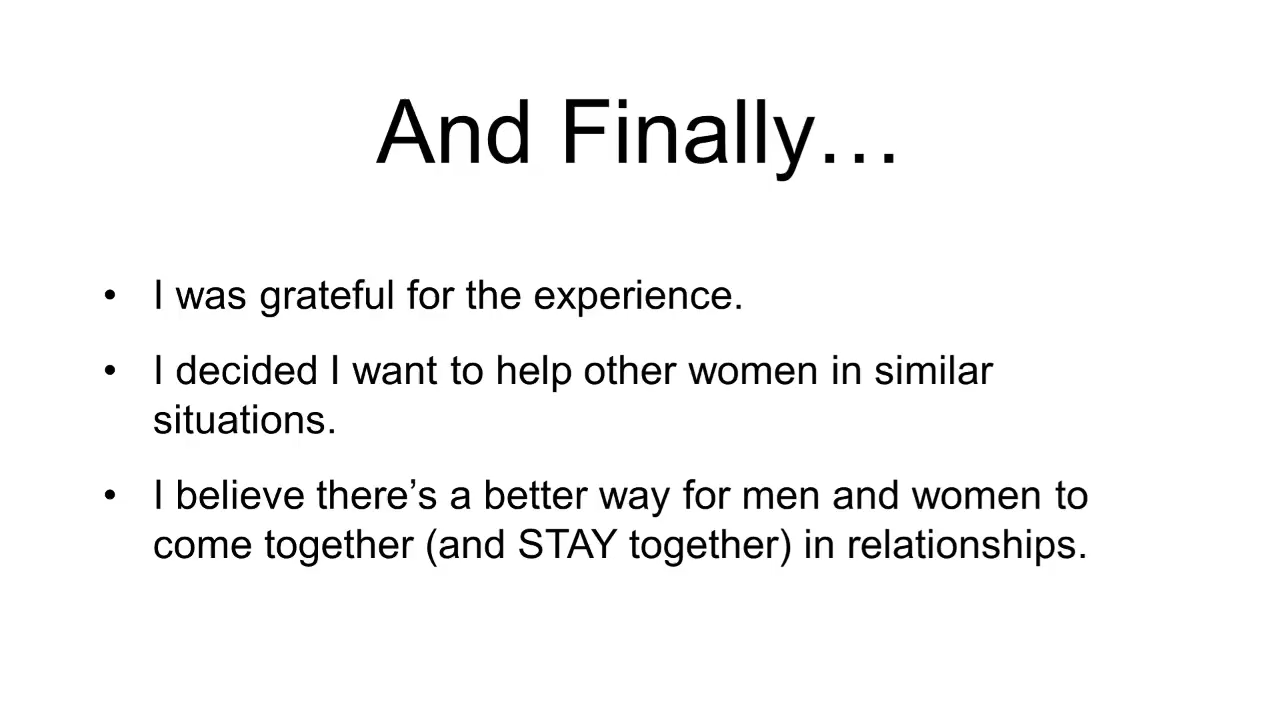 And Finally…
• I was grateful for the experience.
• I decided I want to help other women in similar
situations.
• I believe there’s a better way for men and women to
come together (and STAY together) in relationships.